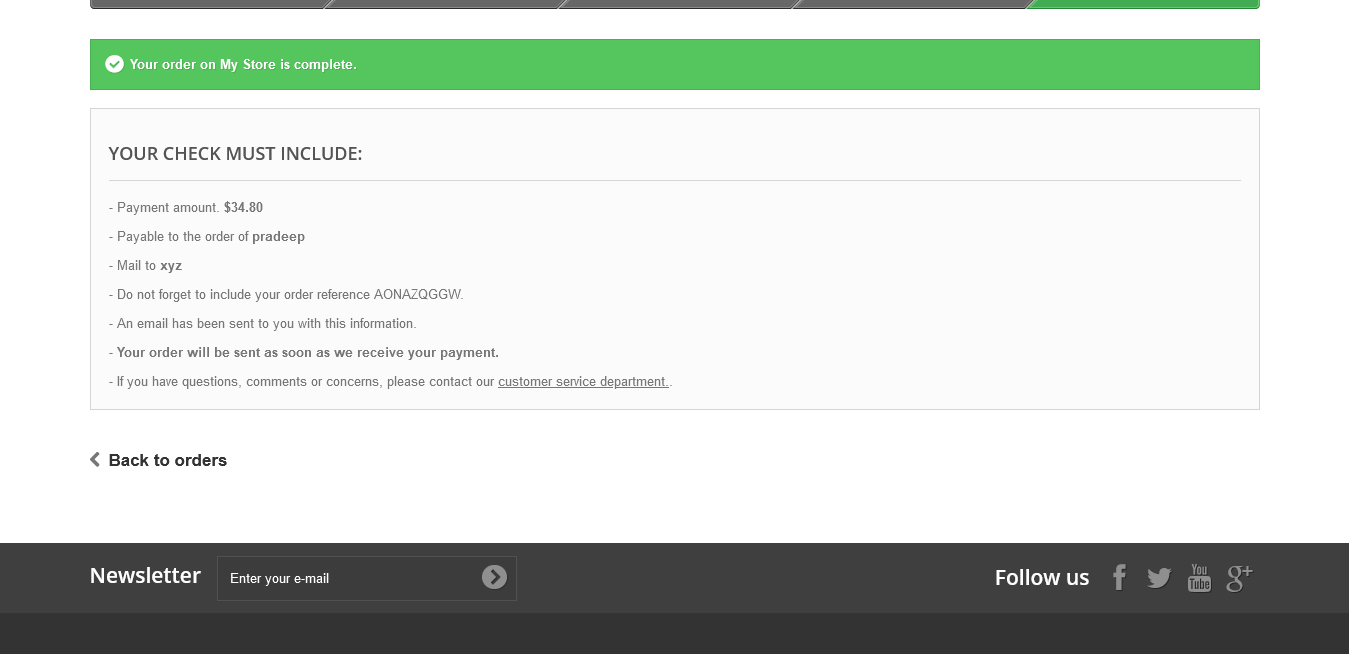 Your order on My Store is complete.
YOUR CHECK MUST INCLUDE:
- Payment amount. $34.80
- Payable to the order of pradeep
- Mail to xyz
- Do not forget to include your order reference AONAZQGGW.
- An email has been sent to you with this information.
- Your order will be sent as soon as we receive your payment.
- If you have questions, comments or concerns, please contact our customer service department..
Back to orders
Newsletter
Enter your e-mail
Follow us
You
Tube
g+